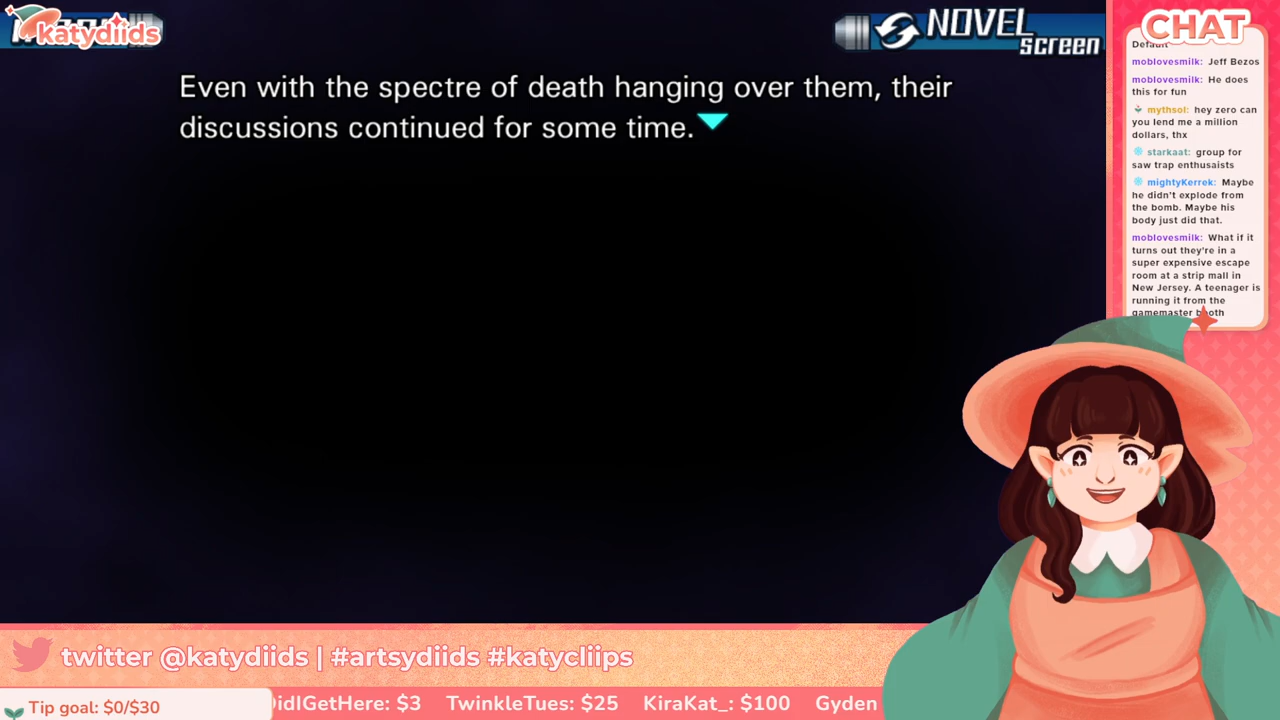 katydiids
NOVEL
screen
CHAT
Even with the spectre of death hanging over them, their
discussions continued for some time.
Default
moblovesmilk: Jeff Bezos
moblovesmilk: He does
this for fun
mythsol: hey zero can
you lend me a million
dollars, thx
starkaat: group for
saw trap enthusaists
mightyKerrek: Maybe
he didn't explode from
the bomb. Maybe his
body just did that.
moblovesmilk: What if it
turns out they're in a
super expensive escape
room at a strip mall in
New Jersey. A teenager is
running it from the
gamemaster booth
twitter @katydiids | #artsydiids #katycliips
Tip goal: $0/$30
idIGetHere: $3 TwinkleTues: $25 KiraKat_: $100 Gyden